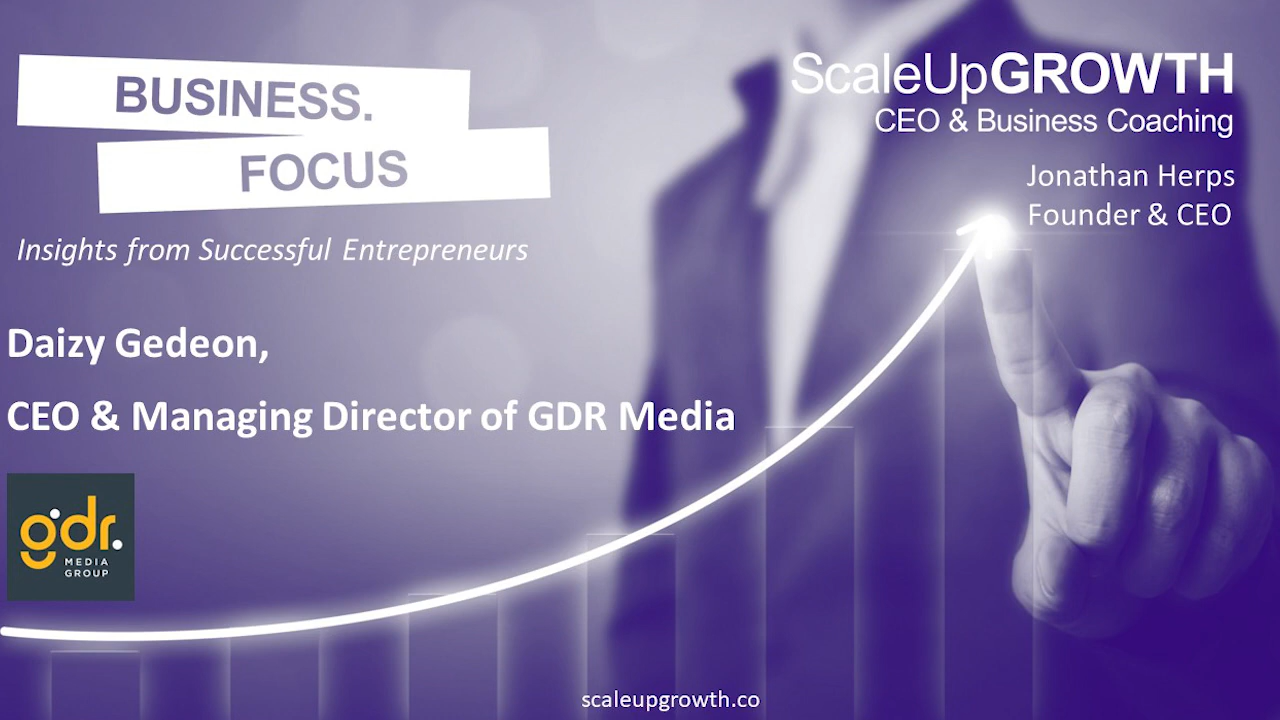 BUSINESS.
FOCUS
Insights from Successful Entrepreneurs
Daizy Gedeon,
CEO & Managing Director of GDR Media
gdr.
MEDIA
GROUP
ScaleUpGROWTH
CEO & Business Coaching
Jonathan Herps
Founder & CEO
scaleupgrowth.co